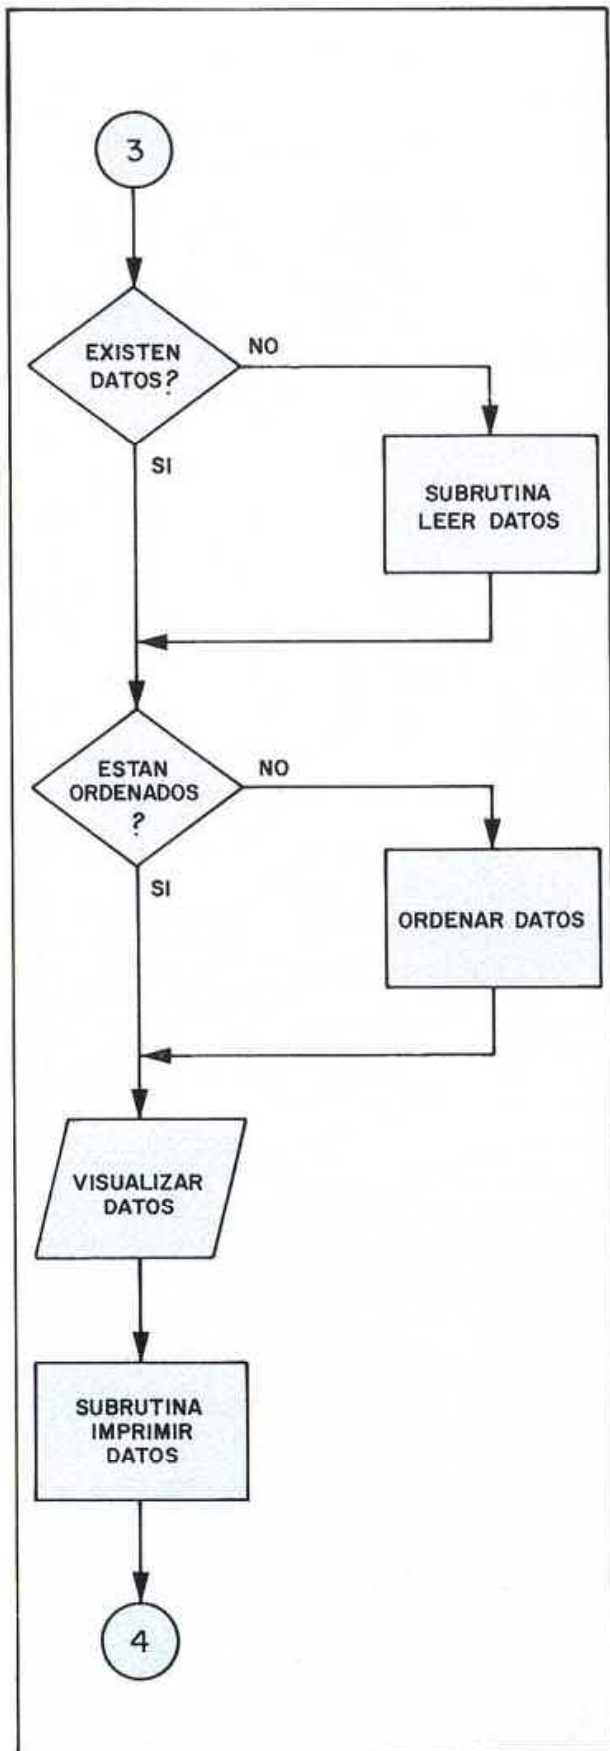 3
EXISTEN
DATOS?
NO
SI
SUBRUTINA
LEER DATOS
ESTAN
ORDENADOS
?
NO
SI
ORDENAR DATOS
VISUALIZAR
DATOS
SUBRUTINA
IMPRIMIR
DATOS
4